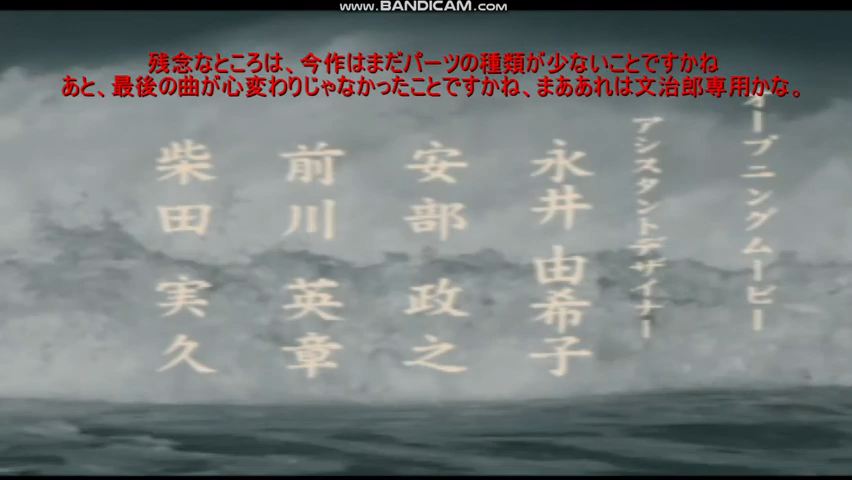 www.BANDICAM.com
残念なところは、今作はまだパーツの種類が少ないことですかね
あと、最後の曲が心変わりじゃなかったことですかね、まああれは文治郎専用かな。
オープニングムービー
アシスタントデザイナー
永井 由希子
安部 政之
前川 英章
柴田 実久